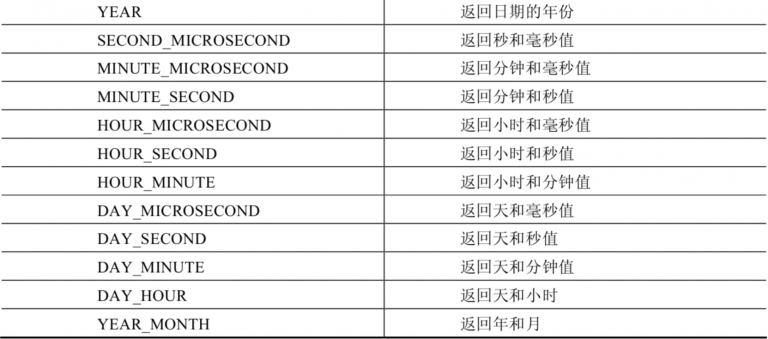 YEAR 返回日期的年份
SECOND_MICROSECOND 返回秒和毫秒值
MINUTE_MICROSECOND 返回分钟和毫秒值
MINUTE_SECOND 返回分钟和秒值
HOUR_MICROSECOND 返回小时和毫秒值
HOUR_SECOND 返回小时和秒值
HOUR_MINUTE 返回小时和分钟值
DAY_MICROSECOND 返回天和毫秒值
DAY_SECOND 返回天和秒值
DAY_MINUTE 返回天和分钟值
DAY_HOUR 返回天和小时
YEAR_MONTH 返回年和月